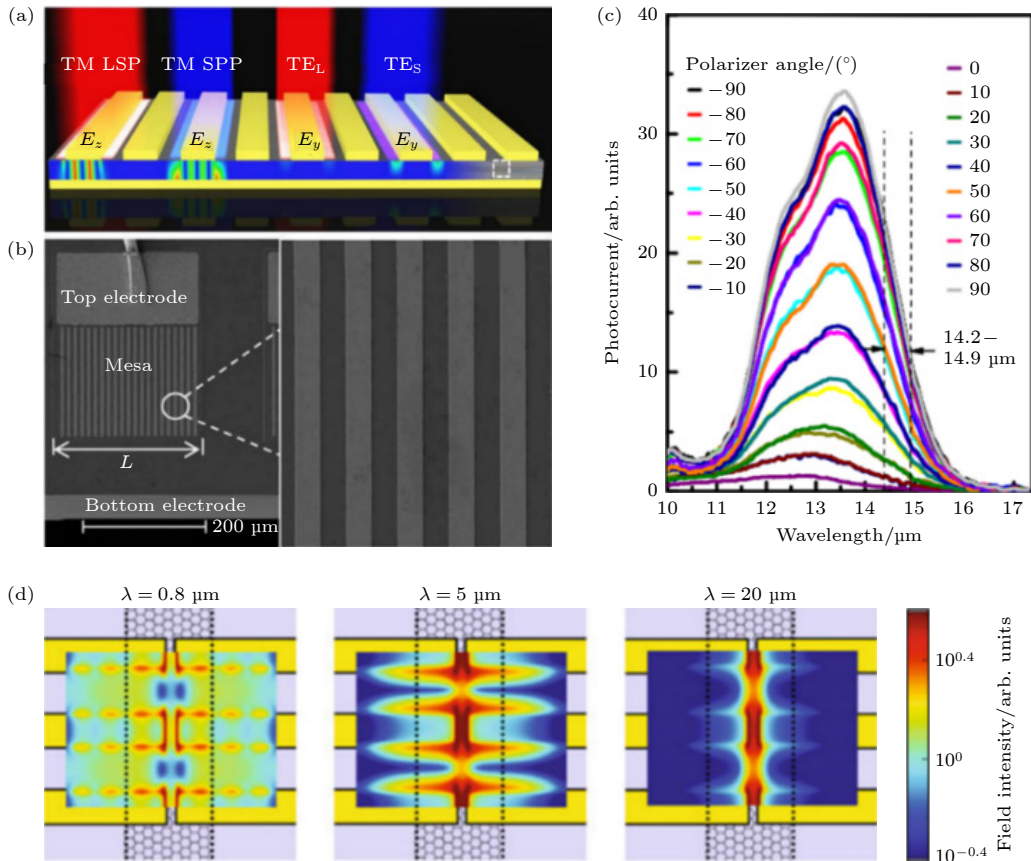 (a)
TM LSP TM SPP TE_L TE_S
E_z E_z E_y E_y
(b)
Top electrode
Mesa
L
Bottom electrode
200 µm
(c)
40
30
20
10
0
Photocurrent/arb. units
Polarizer angle/(°)
−90
−80
−70
−60
−50
−40
−30
−20
−10
0
10
20
30
40
50
60
70
80
90
14.2−
14.9 µm
10 11 12 13 14 15 16 17
Wavelength/µm
(d)
λ = 0.8 µm λ = 5 µm λ = 20 µm
10^0.4
10^0
10^−0.4
Field intensity/arb. units